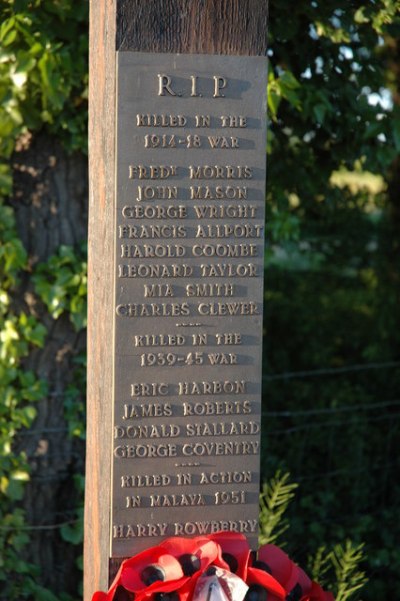 R.I.P
KILLED IN THE
1914-18 WAR
FREDK MORRIS
JOHN MASON
GEORGE WRIGHT
FRANCIS ALLPORT
HAROLD COOMBE
LEONARD TAYLOR
MIA SMITH
CHARLES CLEWER
KILLED IN THE
1939-45 WAR
ERIC HARBON
JAMES ROBERTS
DONALD SIALLARD
GEORGE COVENTRY
KILLED IN ACTION
IN MALAYA 1951
HARRY ROWBERRY